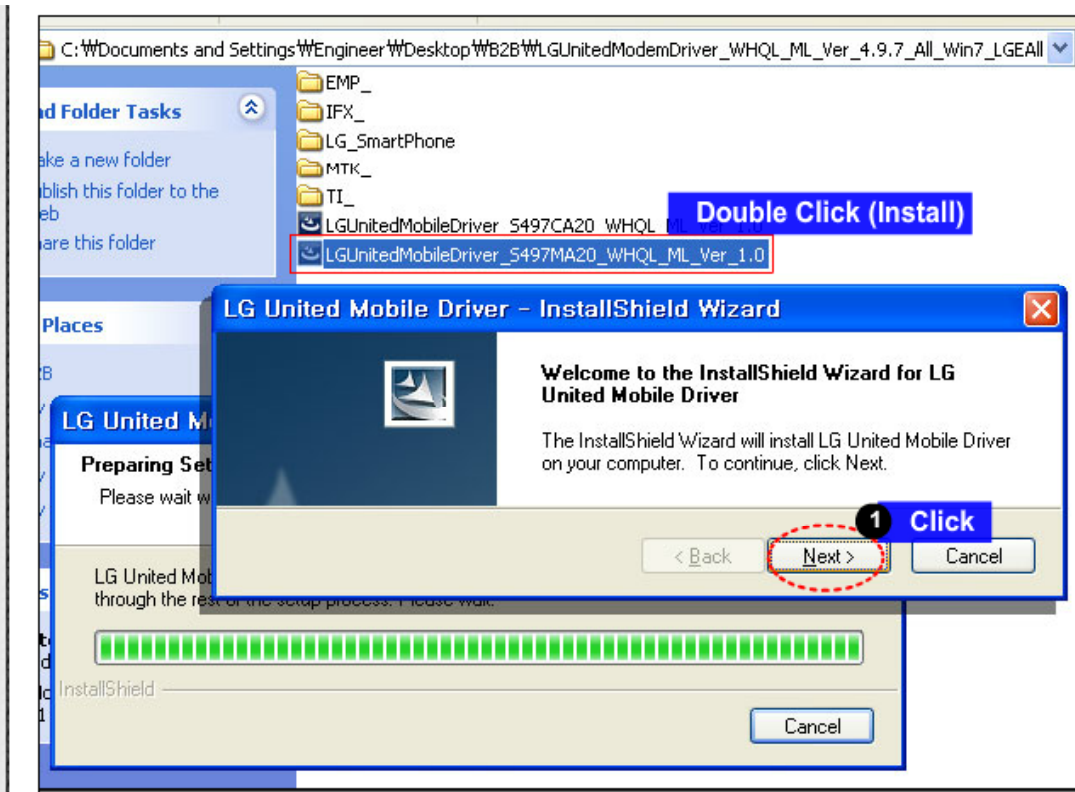 C:₩Documents and Settings₩Engineer₩Desktop₩B2B₩LGUnitedModemDriver_WHQL_ML_Ver_4.9.7_All_Win7_LGEAll
nd Folder Tasks
ake a new folder
ublish this folder to the
eb
hare this folder
Places
2B
EMP_
IFX_
LG_SmartPhone
MTK_
TI_
LGUnitedMobileDriver_S497CA20_WHQL_ML_Ver_1.0
LGUnitedMobileDriver_S497MA20_WHQL_ML_Ver_1.0
Double Click (Install)
LG United Mobile Driver - InstallShield Wizard
Welcome to the InstallShield Wizard for LG
United Mobile Driver
The InstallShield Wizard will install LG United Mobile Driver
on your computer. To continue, click Next.
1 Click
< Back
Next >
Cancel
LG United M
Preparing Set
Please wait w
LG United Mob
through the rest of the setup process. Please wait.
InstallShield
Cancel